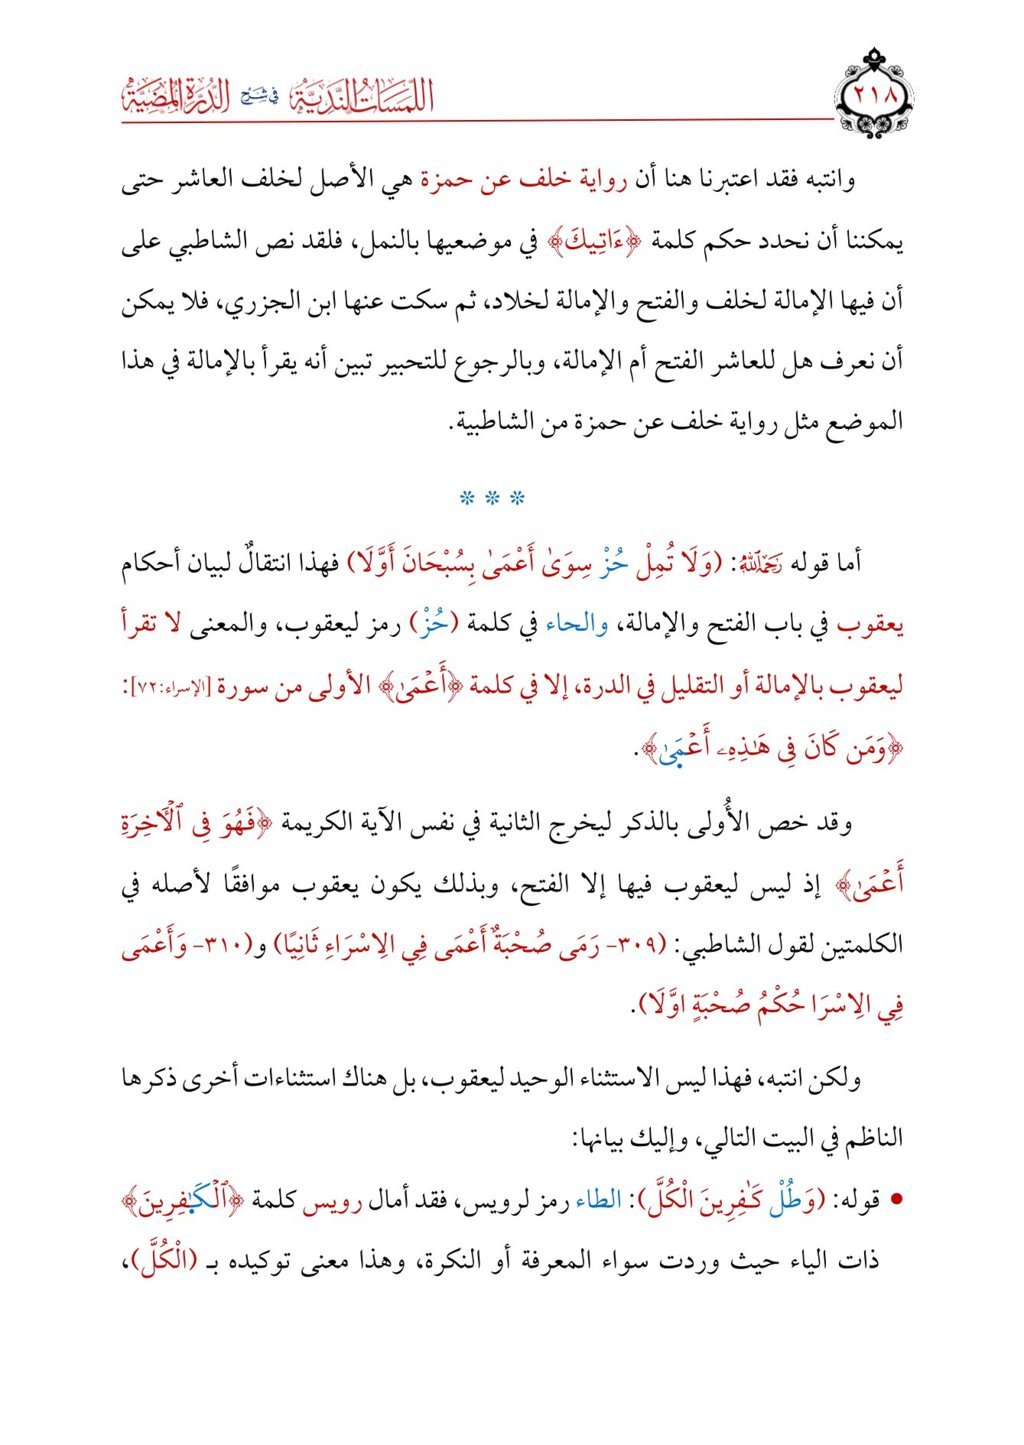 ٢١٨
اللمسات الندية في شرح الدرة المضية
وانتبه فقد اعتبرنا هنا أن رواية خلف عن حمزة هي الأصل لخلف العاشر حتى
يمكننا أن نحدد حكم كلمة ﴿ءَاتِيكَ﴾ في موضعيها بالنمل، فلقد نص الشاطبي على
أن فيها الإمالة لخلف والفتح والإمالة لخلاد، ثم سكت عنها ابن الجزري، فلا يمكن
أن نعرف هل للعاشر الفتح أم الإمالة، وبالرجوع للتحبير تبين أنه يقرأ بالإمالة في هذا
الموضع مثل رواية خلف عن حمزة من الشاطبية.
* * *
أما قوله رَحِمَهُ اللَّهُ: (وَلَا تُمِلْ حُزْ سِوَىٰ أَعْمَىٰ بِسُبْحَانَ أَوَّلَا) فهذا انتقالٌ لبيان أحكام
يعقوب في باب الفتح والإمالة، والحاء في كلمة (حُزْ) رمز ليعقوب، والمعنى لا تقرأ
ليعقوب بالإمالة أو التقليل في الدرة، إلا في كلمة ﴿أَعۡمَىٰ﴾ الأولى من سورة [الإسراء:٧٢]:
﴿وَمَن كَانَ فِى هَٰذِهِۦ أَعۡمَىٰ﴾.
وقد خص الأُولى بالذكر ليخرج الثانية في نفس الآية الكريمة ﴿فَهُوَ فِي ٱلۡأٓخِرَةِ
أَعۡمَىٰ﴾ إذ ليس ليعقوب فيها إلا الفتح، وبذلك يكون يعقوب موافقًا لأصله في
الكلمتين لقول الشاطبي: (٣٠٩- رَمَى صُحْبَةٌ أَعْمَى فِي الِاسْرَاءِ ثَانِيًا) و(٣١٠- وَأَعْمَى
فِي الِاسْرَا حُكْمُ صُحْبَةٍ اوَّلَا).
ولكن انتبه، فهذا ليس الاستثناء الوحيد ليعقوب، بل هناك استثناءات أخرى ذكرها
الناظم في البيت التالي، وإليك بيانها:
• قوله: (وَطُلْ كَٰفِرِينَ الْكُلَّ): الطاء رمز لرويس، فقد أمال رويس كلمة ﴿ٱلۡكَٰفِرِينَ﴾
ذات الياء حيث وردت سواء المعرفة أو النكرة، وهذا معنى توكيده بـ (الْكُلَّ)،